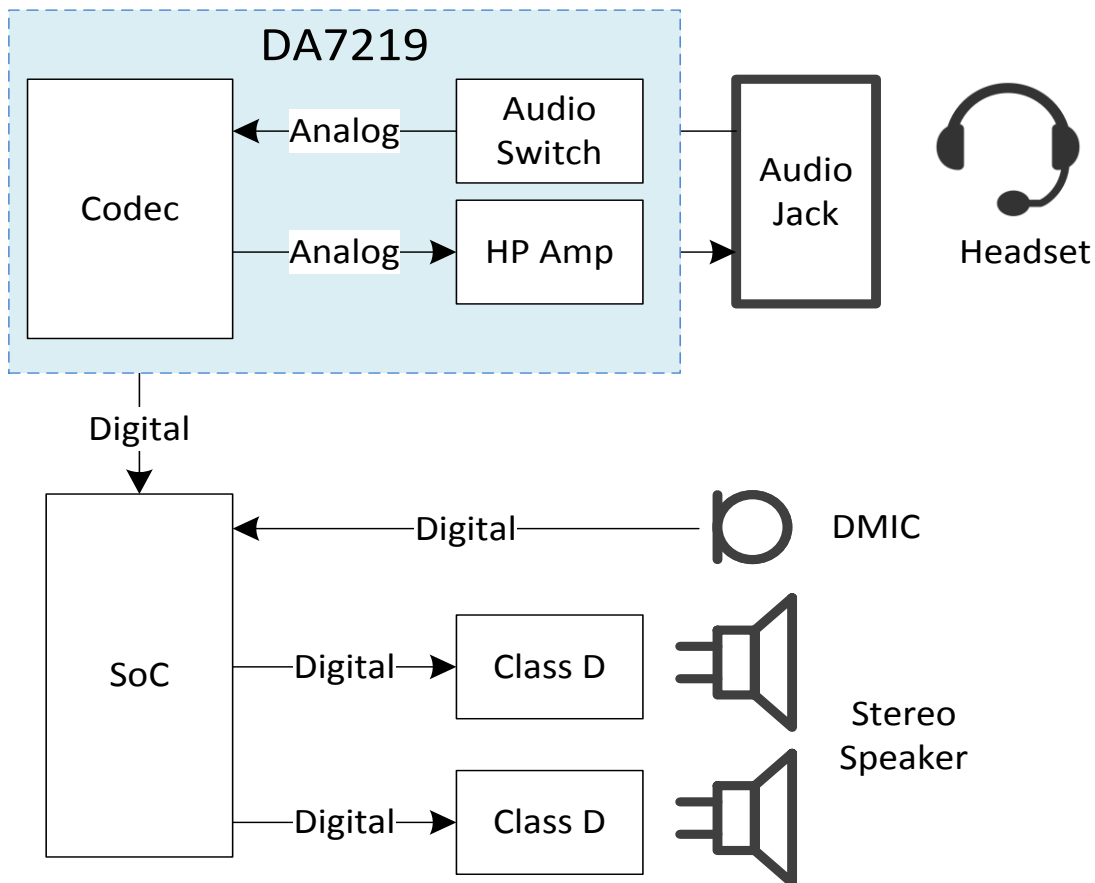 DA7219
Codec
Analog
Audio
Switch
Analog
HP Amp
Audio
Jack
Headset
Digital
SoC
Digital
DMIC
Digital
Class D
Stereo
Speaker
Digital
Class D